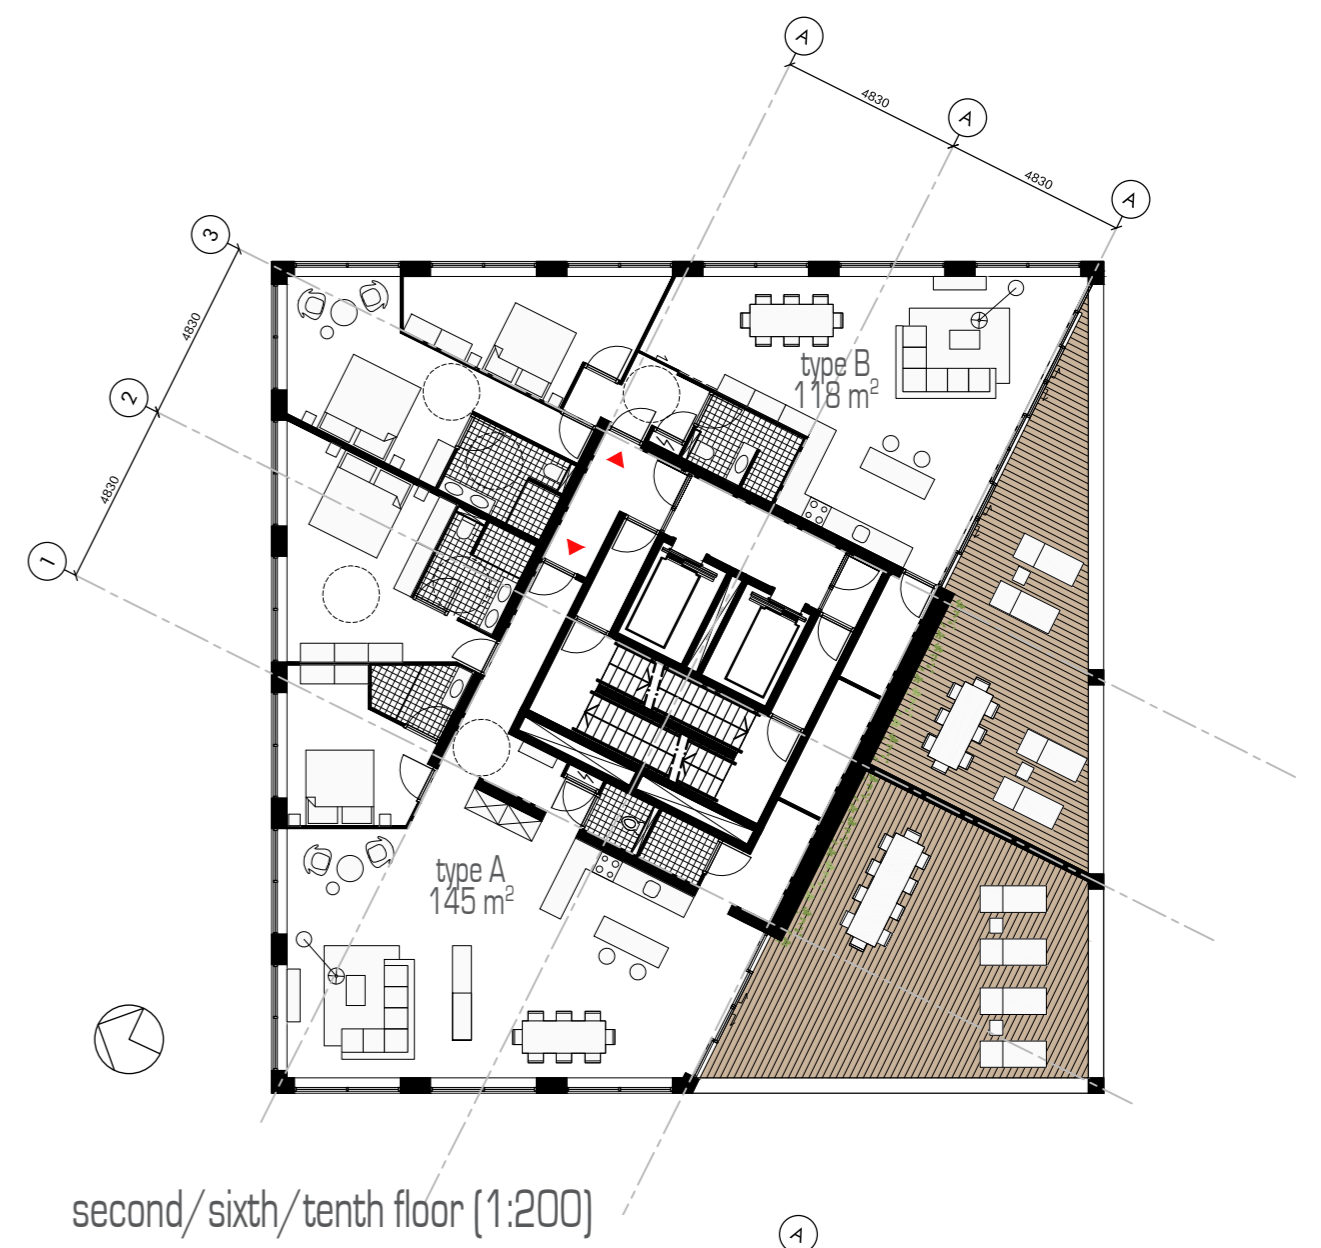 A
4830
A
4830
A
3
4830
2
4830
1
type B
118 m²
type A
145 m²
second/sixth/tenth floor (1:200)
A